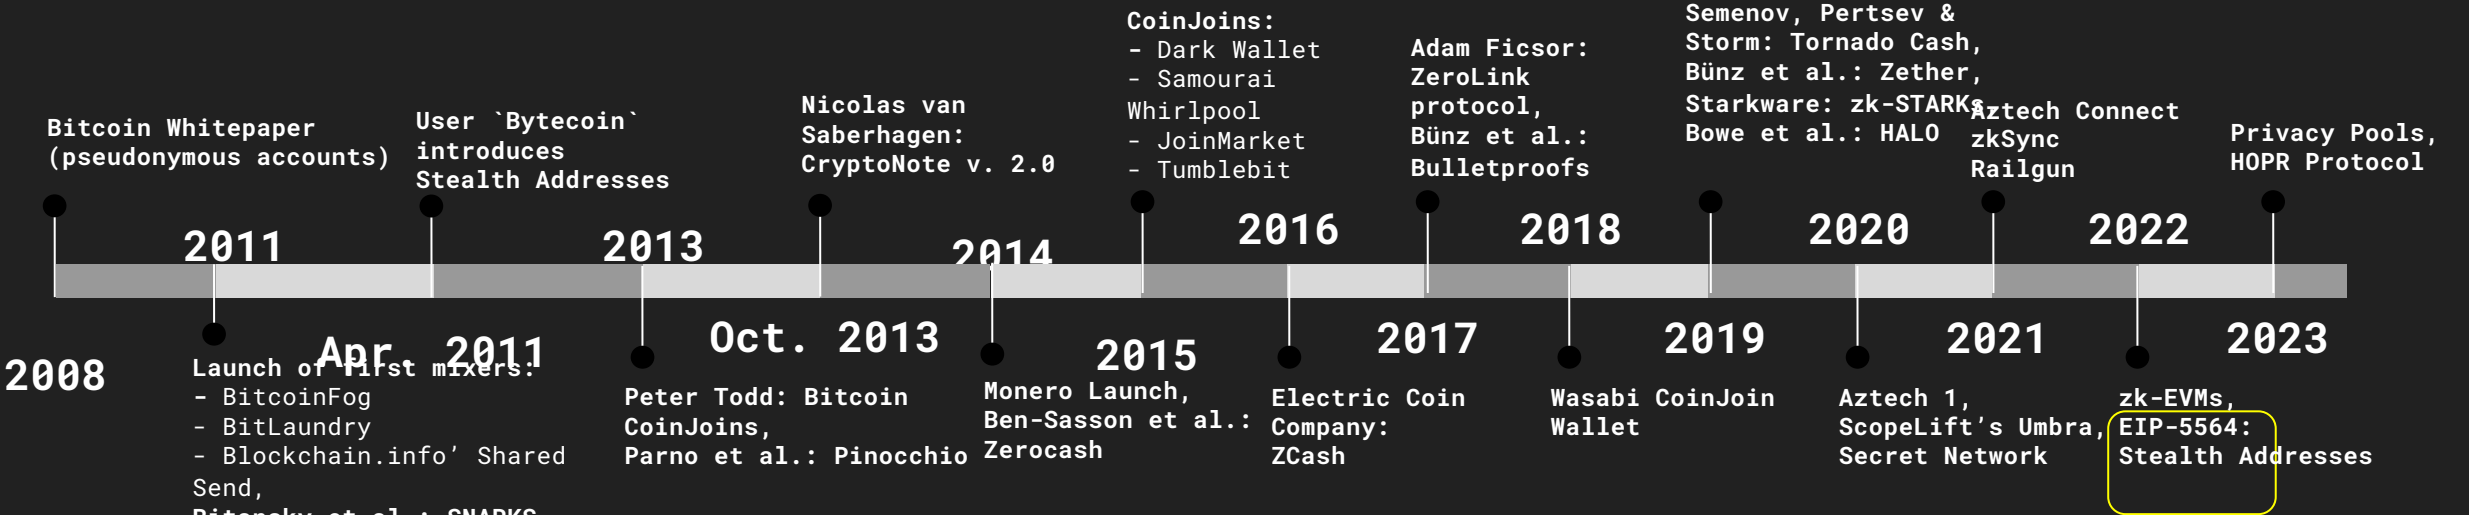 Bitcoin Whitepaper
(pseudonymous accounts)
2008
2011
Launch of first mixers:
- BitcoinFog
- BitLaundry
- Blockchain.info’ Shared
Send,
Bitansky et al.: SNARKS
User `Bytecoin`
introduces
Stealth Addresses
Apr. 2011
2013
Peter Todd: Bitcoin
CoinJoins,
Parno et al.: Pinocchio
Nicolas van
Saberhagen:
CryptoNote v. 2.0
Oct. 2013
2014
Monero Launch,
Ben-Sasson et al.:
Zerocash
CoinJoins:
- Dark Wallet
- Samourai
Whirlpool
- JoinMarket
- Tumblebit
2015
2016
Electric Coin
Company:
ZCash
Adam Ficsor:
ZeroLink
protocol,
Bünz et al.:
Bulletproofs
2017
2018
Wasabi CoinJoin
Wallet
Semenov, Pertsev &
Storm: Tornado Cash,
Bünz et al.: Zether,
Starkware: zk-STARKs,
Bowe et al.: HALO
2019
2020
Aztech 1,
ScopeLift’s Umbra,
Secret Network
Aztech Connect
zkSync
Railgun
2021
2022
zk-EVMs,
EIP-5564:
Stealth Addresses
Privacy Pools,
HOPR Protocol
2023